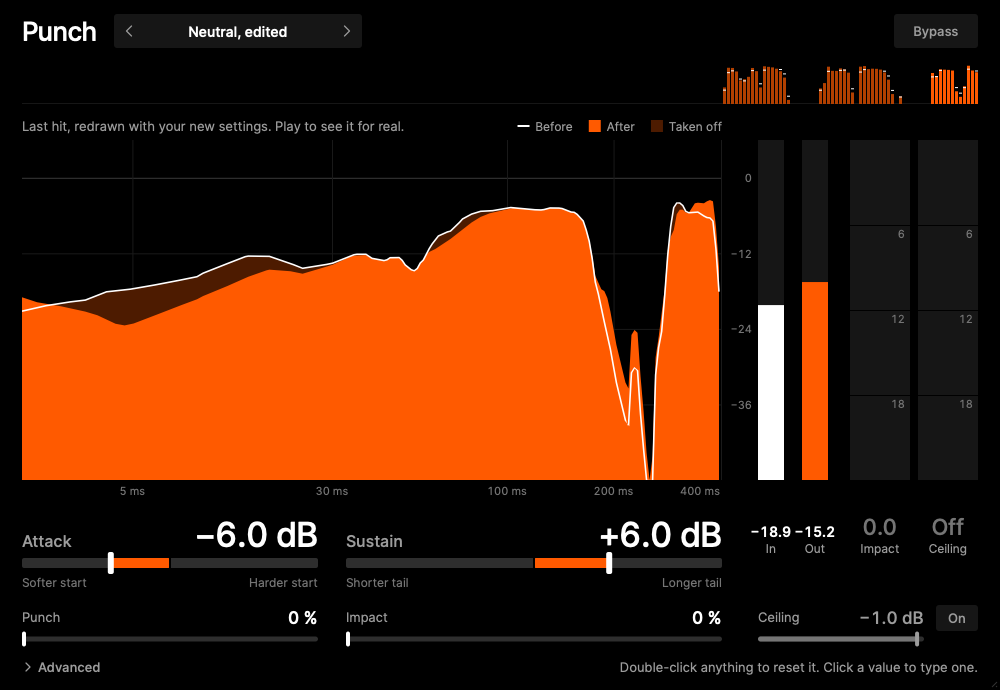 Punch
Neutral, edited
Bypass
Last hit, redrawn with your new settings. Play to see it for real.
Before
After
Taken off
0
−12
−24
−36
6
12
18
6
12
18
5 ms
30 ms
100 ms
200 ms
400 ms
Attack
−6.0 dB
Softer start
Harder start
Sustain
+6.0 dB
Shorter tail
Longer tail
−18.9
In
−15.2
Out
0.0
Impact
Off
Ceiling
Punch
0 %
Impact
0 %
Ceiling
−1.0 dB
On
Advanced
Double-click anything to reset it. Click a value to type one.